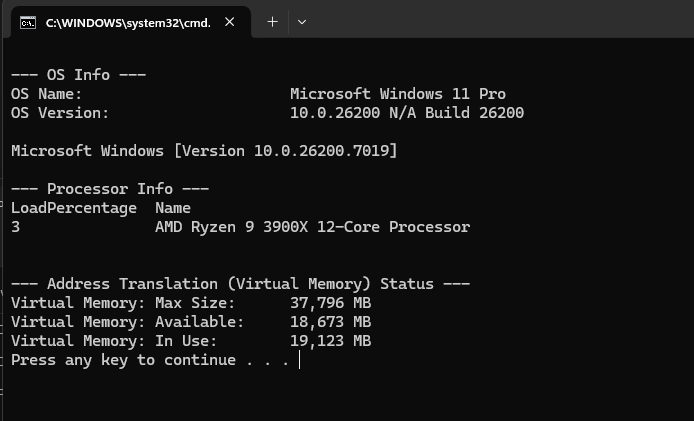 C:\WINDOWS\system32\cmd.
--- OS Info ---
OS Name:                       Microsoft Windows 11 Pro
OS Version:                    10.0.26200 N/A Build 26200
Microsoft Windows [Version 10.0.26200.7019]
--- Processor Info ---
LoadPercentage  Name
3               AMD Ryzen 9 3900X 12-Core Processor
--- Address Translation (Virtual Memory) Status ---
Virtual Memory: Max Size:      37,796 MB
Virtual Memory: Available:     18,673 MB
Virtual Memory: In Use:        19,123 MB
Press any key to continue . . .